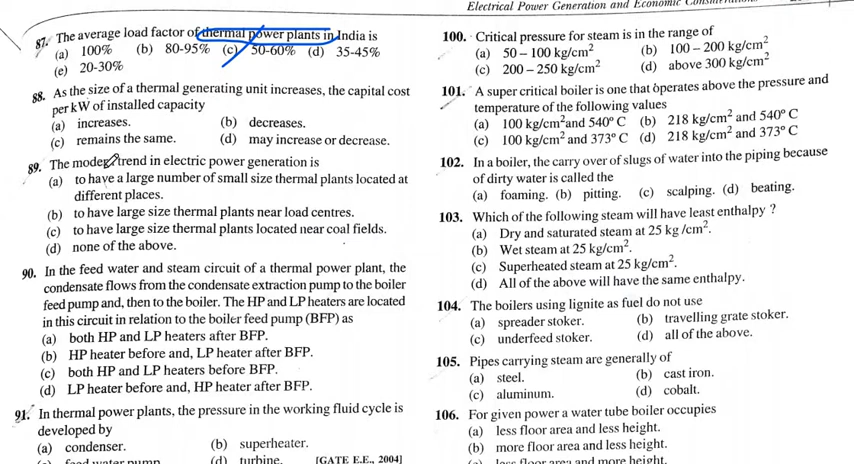 Electrical Power Generation and Economic
87. The average load factor of thermal power plants in India is
(a) 100% (b) 80-95% (c) 50-60% (d) 35-45%
(e) 20-30%
88. As the size of a thermal generating unit increases, the capital cost
per kW of installed capacity
(a) increases. (b) decreases.
(c) remains the same. (d) may increase or decrease.
89. The moder trend in electric power generation is
(a) to have a large number of small size thermal plants located at
different places.
(b) to have large size thermal plants near load centres.
(c) to have large size thermal plants located near coal fields.
(d) none of the above.
90. In the feed water and steam circuit of a thermal power plant, the
condensate flows from the condensate extraction pump to the boiler
feed pump and, then to the boiler. The HP and LP heaters are located
in this circuit in relation to the boiler feed pump (BFP) as
(a) both HP and LP heaters after BFP.
(b) HP heater before and, LP heater after BFP.
(c) both HP and LP heaters before BFP.
(d) LP heater before and, HP heater after BFP.
91. In thermal power plants, the pressure in the working fluid cycle is
developed by
(a) condenser. (b) superheater.
feed water pump (d) turbine. [GATE E.E., 2004]
100. Critical pressure for steam is in the range of
(a) 50 – 100 kg/cm² (b) 100 – 200 kg/cm²
(c) 200 – 250 kg/cm² (d) above 300 kg/cm²
101. A super critical boiler is one that operates above the pressure and
temperature of the following values
(a) 100 kg/cm² and 540° C (b) 218 kg/cm² and 540° C
(c) 100 kg/cm² and 373° C (d) 218 kg/cm² and 373° C
102. In a boiler, the carry over of slugs of water into the piping because
of dirty water is called the
(a) foaming. (b) pitting. (c) scalping. (d) beating.
103. Which of the following steam will have least enthalpy ?
(a) Dry and saturated steam at 25 kg /cm².
(b) Wet steam at 25 kg/cm².
(c) Superheated steam at 25 kg/cm².
(d) All of the above will have the same enthalpy.
104. The boilers using lignite as fuel do not use
(a) spreader stoker. (b) travelling grate stoker.
(c) underfeed stoker. (d) all of the above.
105. Pipes carrying steam are generally of
(a) steel. (b) cast iron.
(c) aluminum. (d) cobalt.
106. For given power a water tube boiler occupies
(a) less floor area and less height.
(b) more floor area and less height.
less floor area and more height.